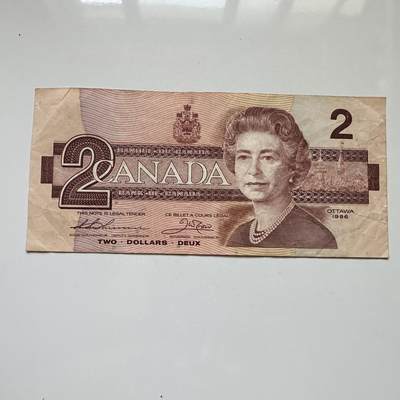 2
BANQUE · DU · CANADA
2 CANADA
BANK · OF · CANADA
THIS NOTE IS LEGAL TENDER
CE BILLET A COURS LÉGAL
OTTAWA
1986
TWO · DOLLARS · DEUX